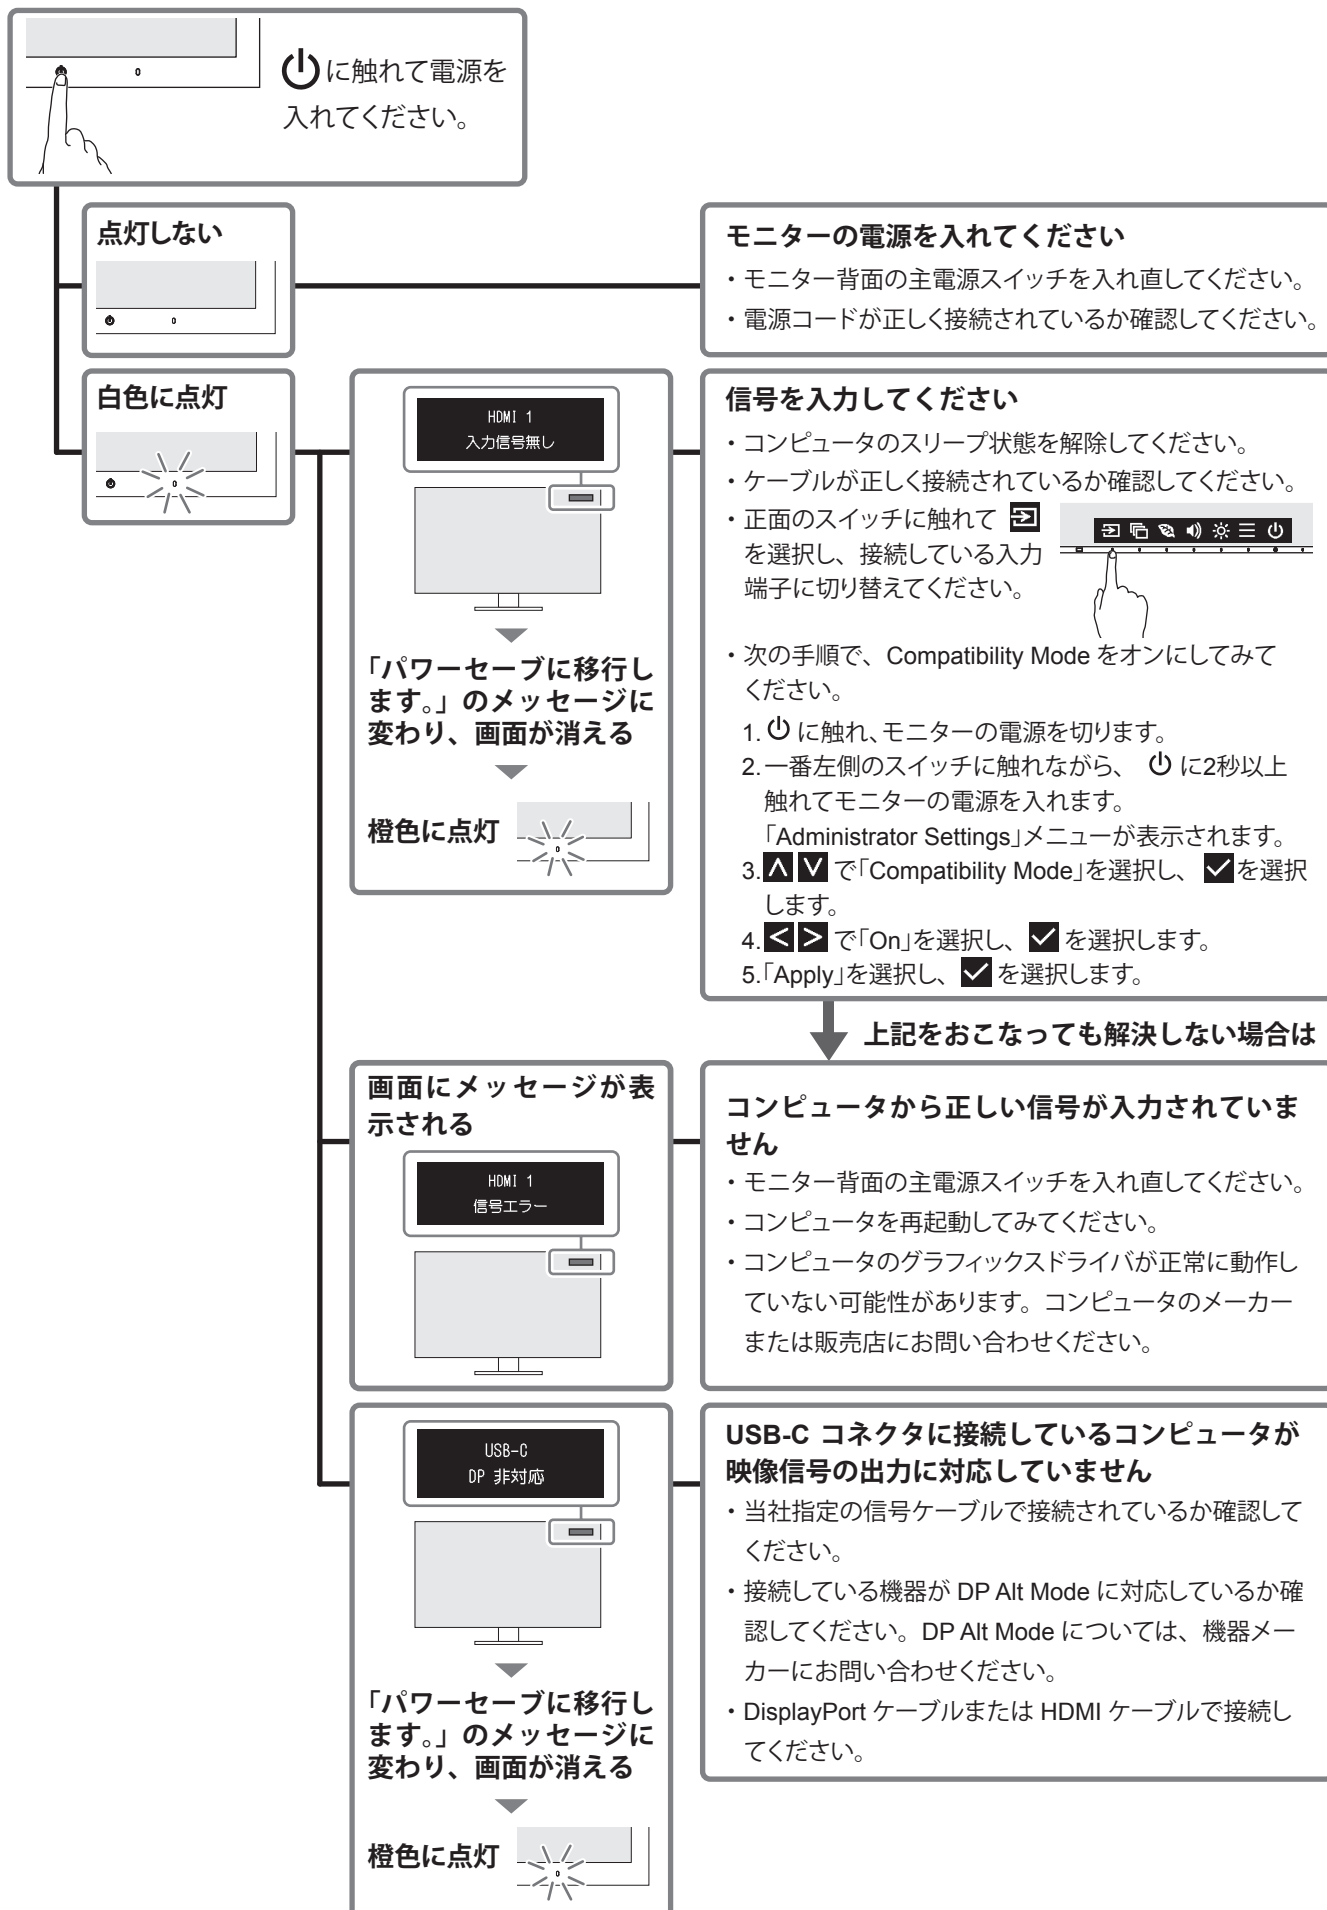 に触れて電源を
入れてください。
点灯しない
モニターの電源を入れてください
・モニター背面の主電源スイッチを入れ直してください。
・電源コードが正しく接続されているか確認してください。
白色に点灯
HDMI 1
入力信号無し
「パワーセーブに移行し
ます。」のメッセージに
変わり、画面が消える
橙色に点灯
信号を入力してください
・コンピュータのスリープ状態を解除してください。
・ケーブルが正しく接続されているか確認してください。
・正面のスイッチに触れて
を選択し、接続している入力
端子に切り替えてください。
・次の手順で、Compatibility Mode をオンにしてみて
ください。
1. に触れ、モニターの電源を切ります。
2.一番左側のスイッチに触れながら、 に2秒以上
触れてモニターの電源を入れます。
「Administrator Settings」メニューが表示されます。
3. で「Compatibility Mode」を選択し、 を選択
します。
4. で「On」を選択し、 を選択します。
5.「Apply」を選択し、 を選択します。
上記をおこなっても解決しない場合は
画面にメッセージが表
示される
HDMI 1
信号エラー
コンピュータから正しい信号が入力されていま
せん
・モニター背面の主電源スイッチを入れ直してください。
・コンピュータを再起動してみてください。
・コンピュータのグラフィックスドライバが正常に動作し
ていない可能性があります。コンピュータのメーカー
または販売店にお問い合わせください。
USB-C
DP 非対応
「パワーセーブに移行し
ます。」のメッセージに
変わり、画面が消える
橙色に点灯
USB-C コネクタに接続しているコンピュータが
映像信号の出力に対応していません
・当社指定の信号ケーブルで接続されているか確認して
ください。
・接続している機器が DP Alt Mode に対応しているか確
認してください。DP Alt Mode については、機器メー
カーにお問い合わせください。
・DisplayPort ケーブルまたは HDMI ケーブルで接続し
てください。